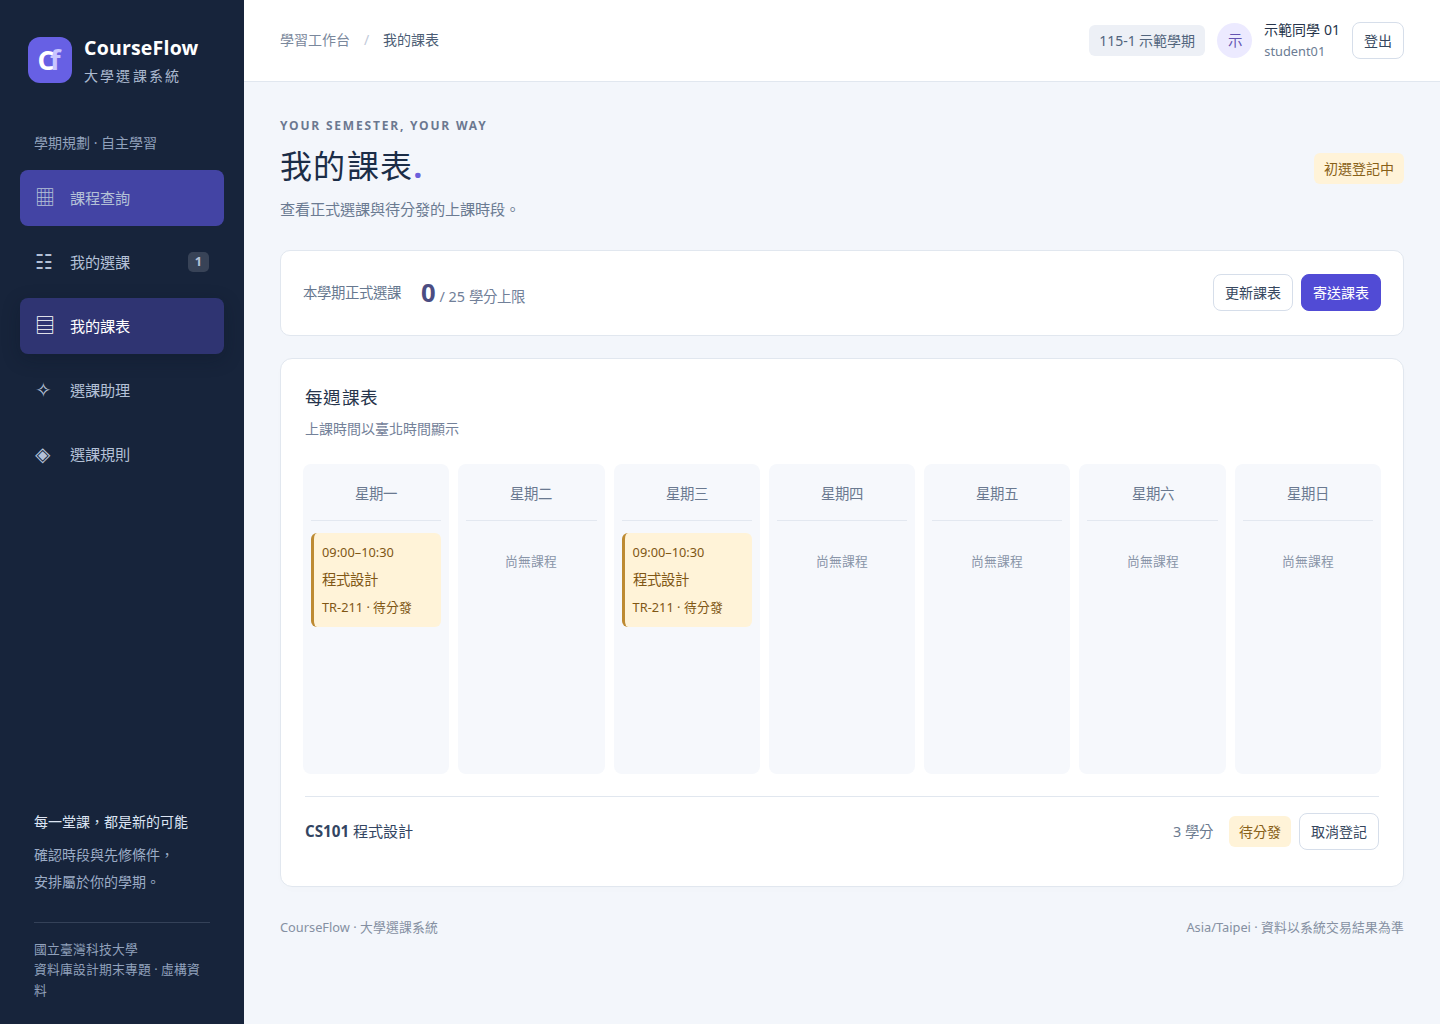 CourseFlow
大學選課系統
學期規劃 · 自主學習
課程查詢
我的選課 1
我的課表
選課助理
選課規則
每一堂課，都是新的可能
確認時段與先修條件，
安排屬於你的學期。
國立臺灣科技大學
資料庫設計期末專題 · 虛構資
料
學習工作台 / 我的課表
115-1 示範學期
示
示範同學 01
student01
登出
YOUR SEMESTER, YOUR WAY
我的課表.
查看正式選課與待分發的上課時段。
初選登記中
本學期正式選課 0 / 25 學分上限
更新課表 寄送課表
每週課表
上課時間以臺北時間顯示
星期一 星期二 星期三 星期四 星期五 星期六 星期日
09:00–10:30
程式設計
TR-211 · 待分發
尚無課程
09:00–10:30
程式設計
TR-211 · 待分發
尚無課程
尚無課程
尚無課程
尚無課程
CS101 程式設計 3 學分 待分發 取消登記
CourseFlow · 大學選課系統
Asia/Taipei · 資料以系統交易結果為準